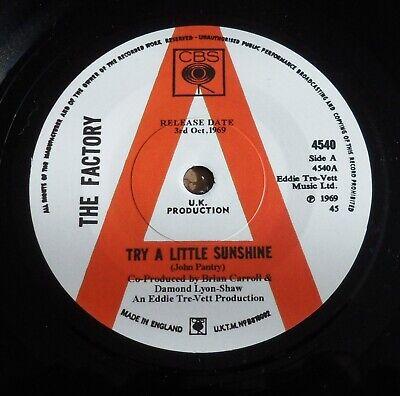 ALL RIGHTS OF THE MANUFACTURER AND OF THE OWNER OF THE RECORDED WORK. RESERVED - UNAUTHORISED PUBLIC PERFORMANCE BROADCASTING AND COPYING OF THIS RECORD PROHIBITED
CBS
RELEASE DATE
3rd Oct, 1969
4540
Side A
4540A
Eddie Tre-Vett
Music Ltd.
℗ 1969
45
THE FACTORY
U.K.
PRODUCTION
A
TRY A LITTLE SUNSHINE
(John Pantry)
Co-Produced by Brian Carroll &
Damond Lyon-Shaw
An Eddie Tre-Vett Production
MADE IN ENGLAND
U.K.T.M. №